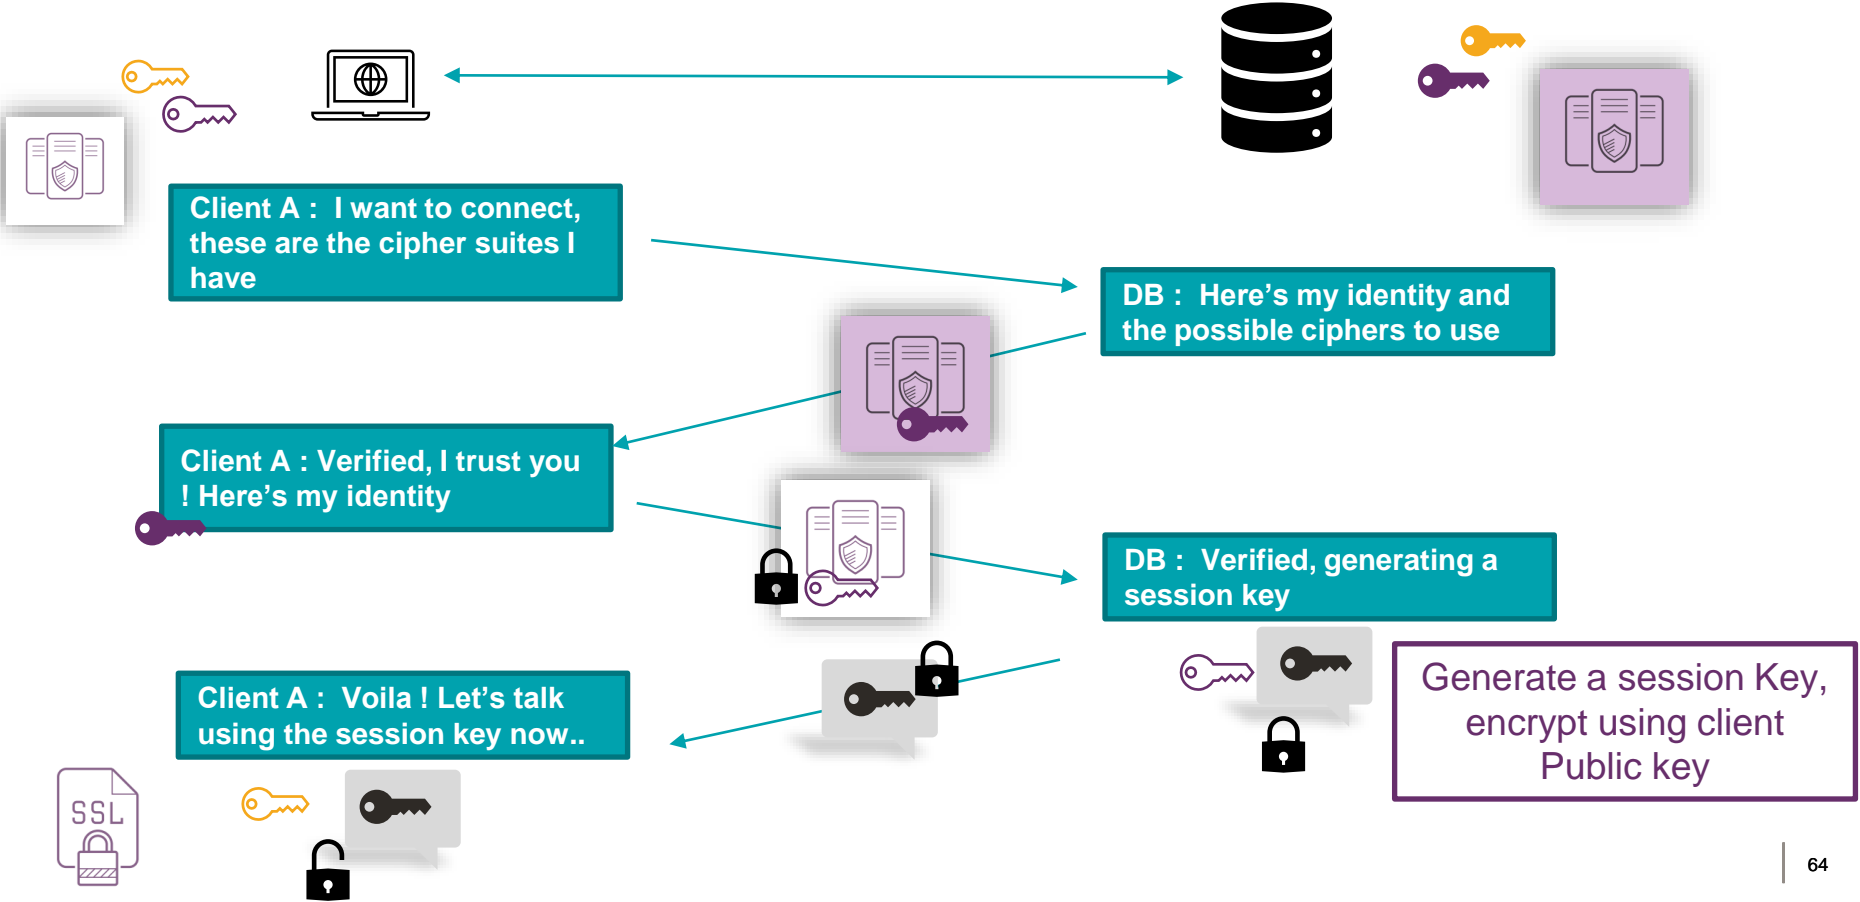 Client A :  I want to connect,
these are the cipher suites I
have
DB :  Here’s my identity and
the possible ciphers to use
Client A : Verified, I trust you
! Here’s my identity
DB :  Verified, generating a
session key
Client A :  Voila ! Let’s talk
using the session key now..
Generate a session Key,
encrypt using client
Public key
SSL
64